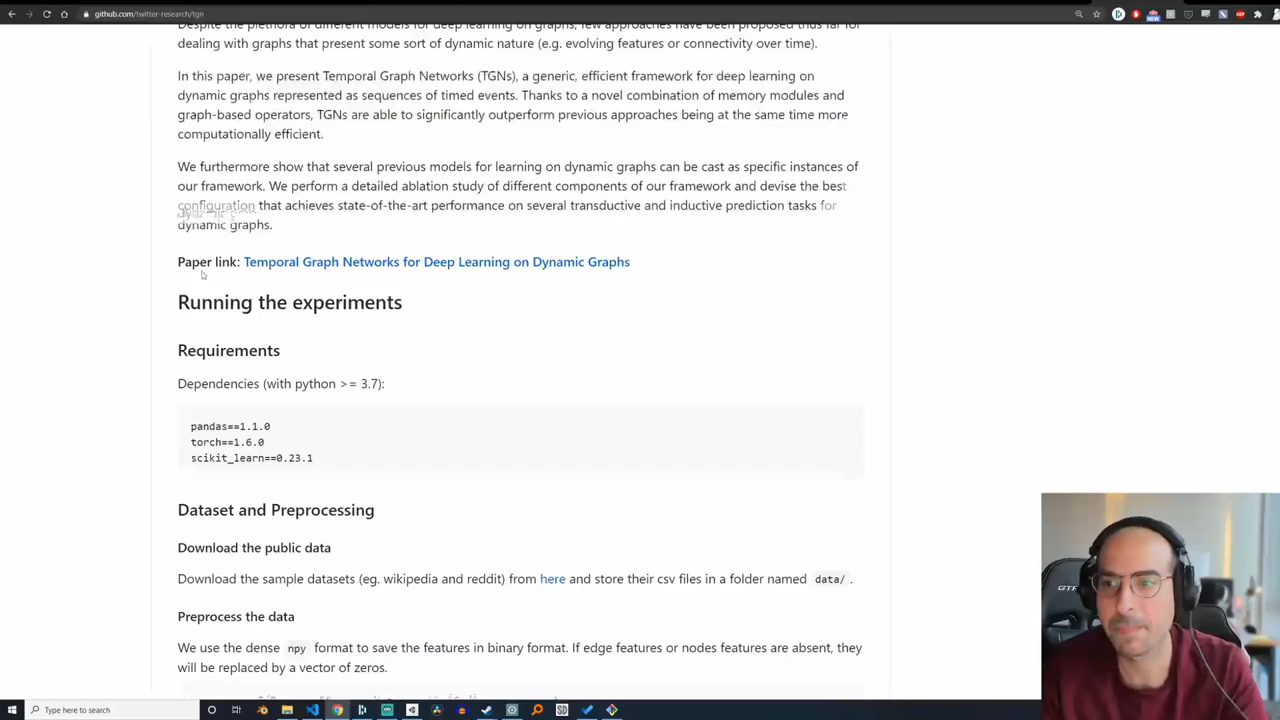 github.com/twitter-research/tgn
Despite the plethora of different models for deep learning on graphs, few approaches have been proposed thus far for
dealing with graphs that present some sort of dynamic nature (e.g. evolving features or connectivity over time).
In this paper, we present Temporal Graph Networks (TGNs), a generic, efficient framework for deep learning on
dynamic graphs represented as sequences of timed events. Thanks to a novel combination of memory modules and
graph-based operators, TGNs are able to significantly outperform previous approaches being at the same time more
computationally efficient.
We furthermore show that several previous models for learning on dynamic graphs can be cast as specific instances of
our framework. We perform a detailed ablation study of different components of our framework and devise the best
configuration that achieves state-of-the-art performance on several transductive and inductive prediction tasks for
dynamic graphs.
Paper link: Temporal Graph Networks for Deep Learning on Dynamic Graphs
Running the experiments
Requirements
Dependencies (with python >= 3.7):
pandas==1.1.0
torch==1.6.0
scikit_learn==0.23.1
Dataset and Preprocessing
Download the public data
Download the sample datasets (eg. wikipedia and reddit) from here and store their csv files in a folder named data/ .
Preprocess the data
We use the dense npy format to save the features in binary format. If edge features or nodes features are absent, they
will be replaced by a vector of zeros.
Type here to search